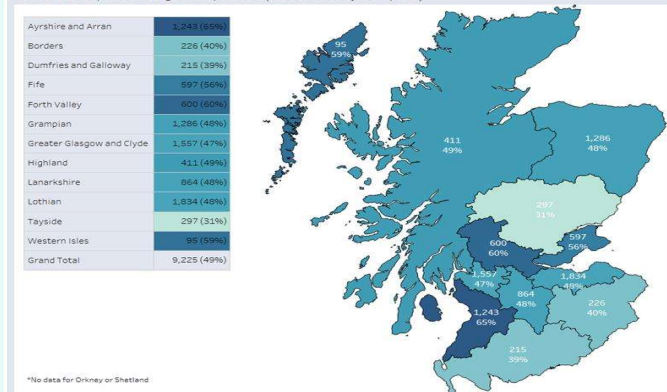 Ayrshire and Arran 1,243 (65%)
Borders 226 (40%)
Dumfries and Galloway 215 (39%)
Fife 597 (56%)
Forth Valley 600 (60%)
Grampian 1,286 (48%)
Greater Glasgow and Clyde 1,557 (47%)
Highland 411 (49%)
Lanarkshire 864 (48%)
Lothian 1,834 (48%)
Tayside 297 (31%)
Western Isles 95 (59%)
Grand Total 9,225 (49%)
95
59%
411
49%
1,286
48%
297
31%
600
60%
597
56%
1,557
47%
1,834
48%
864
48%
226
40%
1,243
65%
215
39%
*No data for Orkney or Shetland